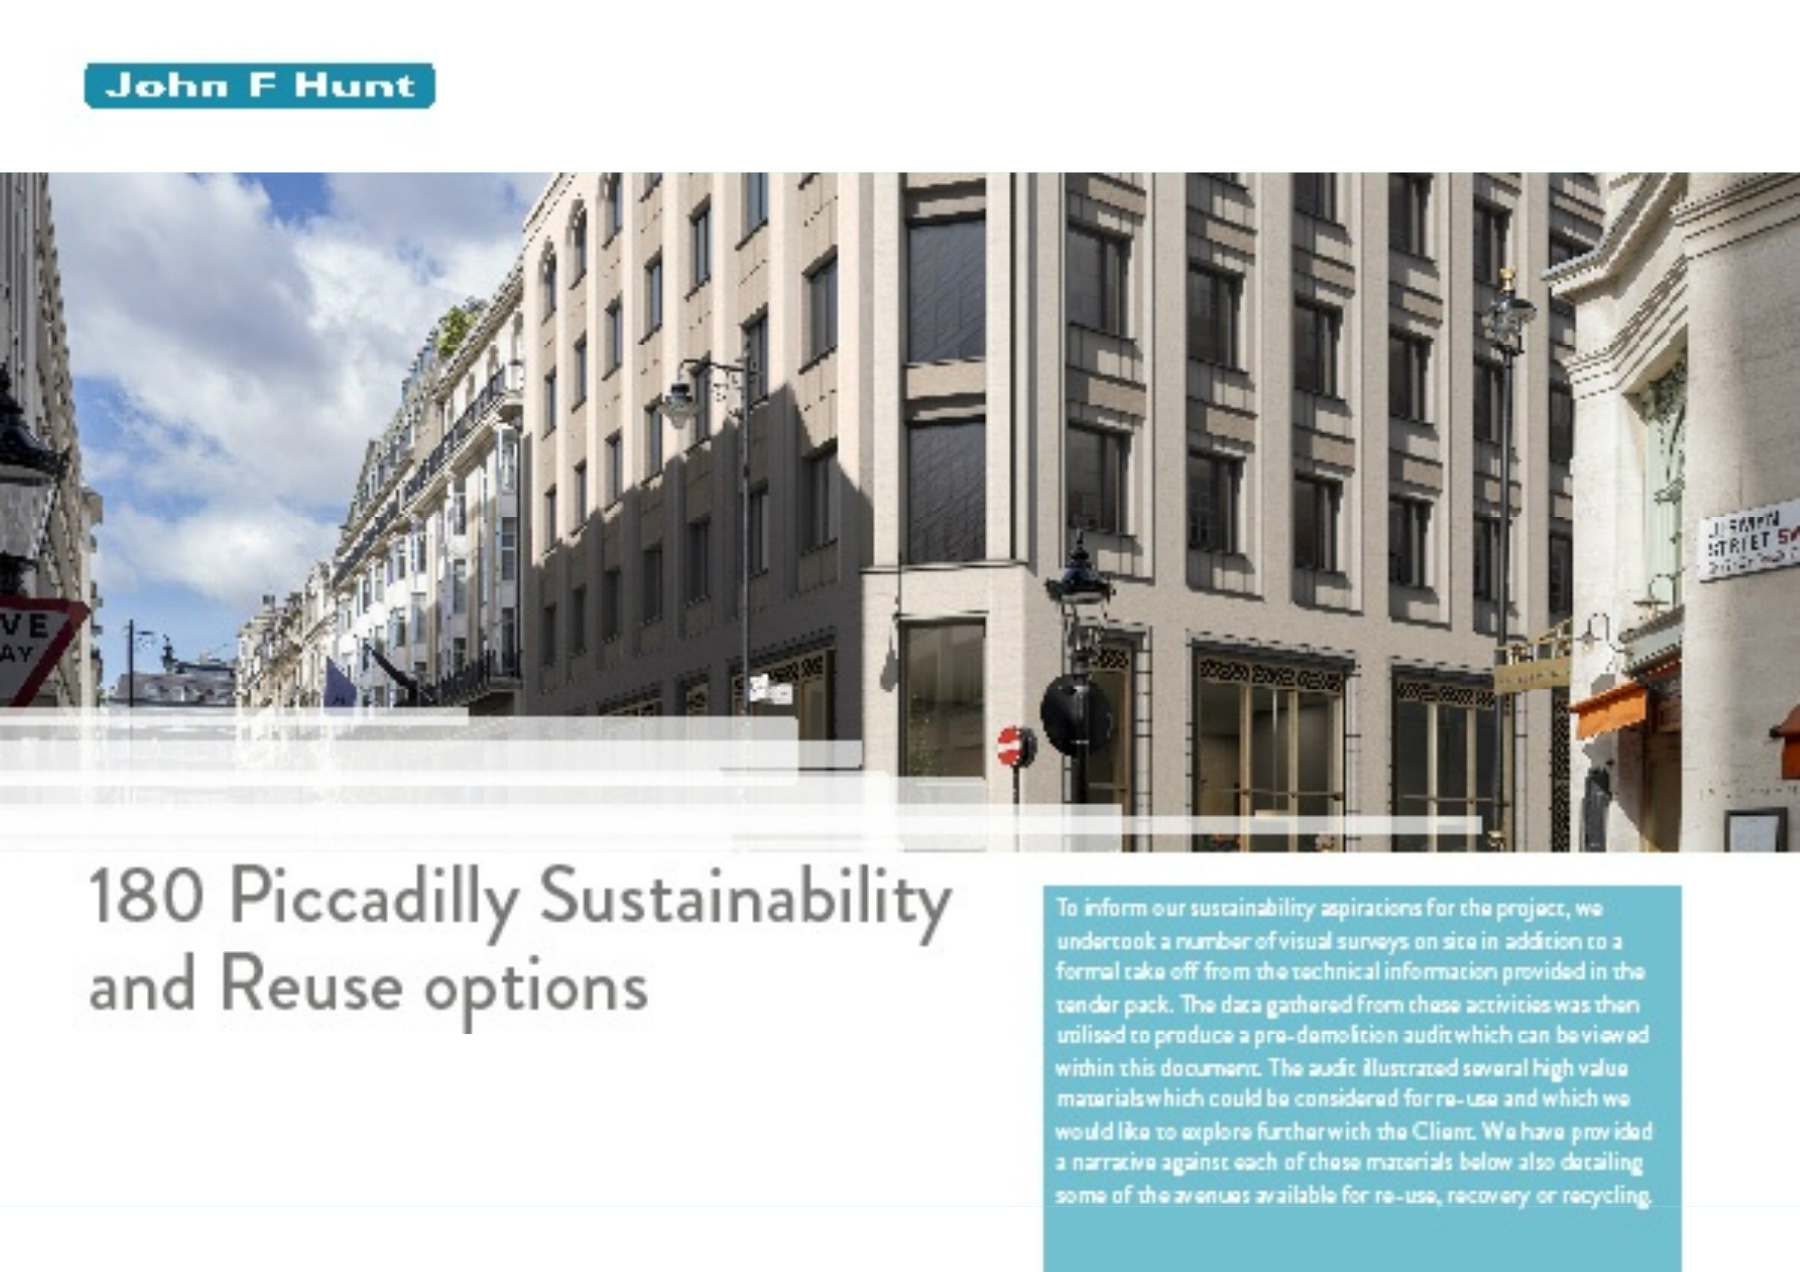 John F Hunt
JERMYN
STREET
VE
AY
180 Piccadilly Sustainability
and Reuse options
To inform our sustainability aspirations for the project, we
undertook a number of visual surveys on site in addition to a
formal take off from the technical information provided in the
tender pack. The data gathered from these activities was then
utilised to produce a pre-demolition audit which can be viewed
within this document. The audit illustrated several high value
materials which could be considered for re-use and which we
would like to explore further with the Client. We have provided
a narrative against each of these materials below also detailing
some of the avenues available for re-use, recovery or recycling.